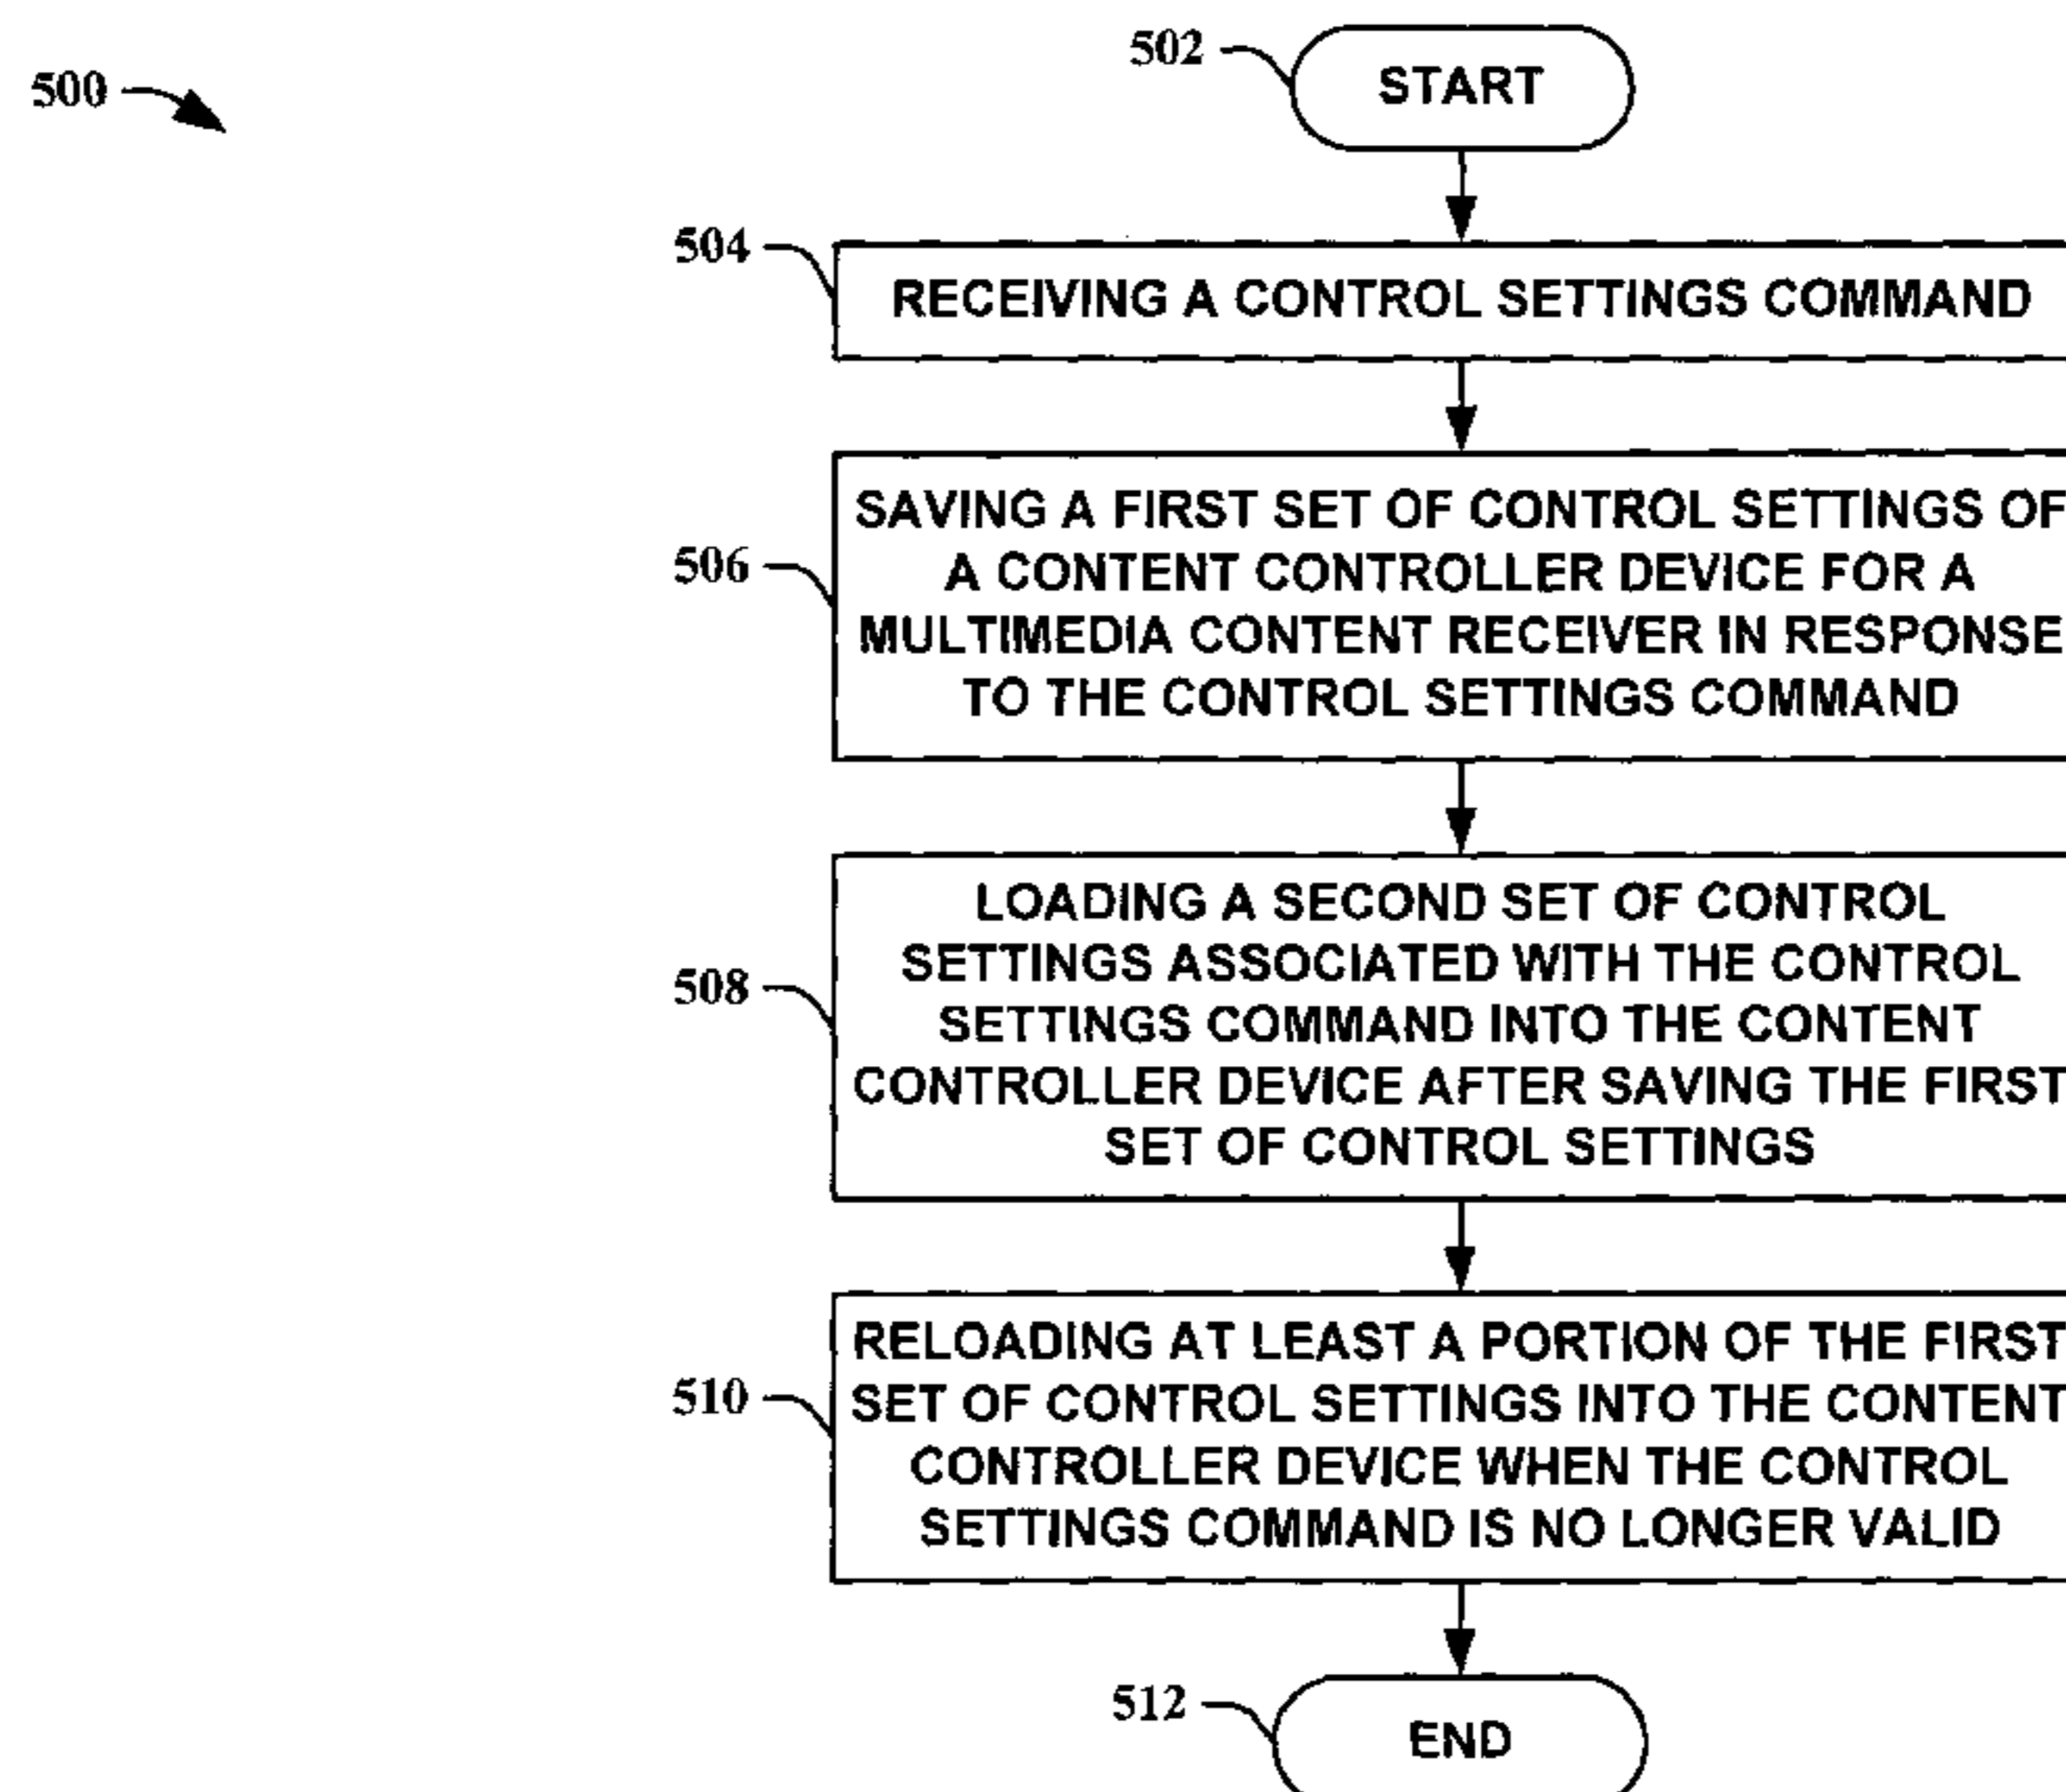 500
502
START
504
RECEIVING A CONTROL SETTINGS COMMAND
506
SAVING A FIRST SET OF CONTROL SETTINGS OF
A CONTENT CONTROLLER DEVICE FOR A
MULTIMEDIA CONTENT RECEIVER IN RESPONSE
TO THE CONTROL SETTINGS COMMAND
508
LOADING A SECOND SET OF CONTROL
SETTINGS ASSOCIATED WITH THE CONTROL
SETTINGS COMMAND INTO THE CONTENT
CONTROLLER DEVICE AFTER SAVING THE FIRST
SET OF CONTROL SETTINGS
510
RELOADING AT LEAST A PORTION OF THE FIRST
SET OF CONTROL SETTINGS INTO THE CONTENT
CONTROLLER DEVICE WHEN THE CONTROL
SETTINGS COMMAND IS NO LONGER VALID
512
END